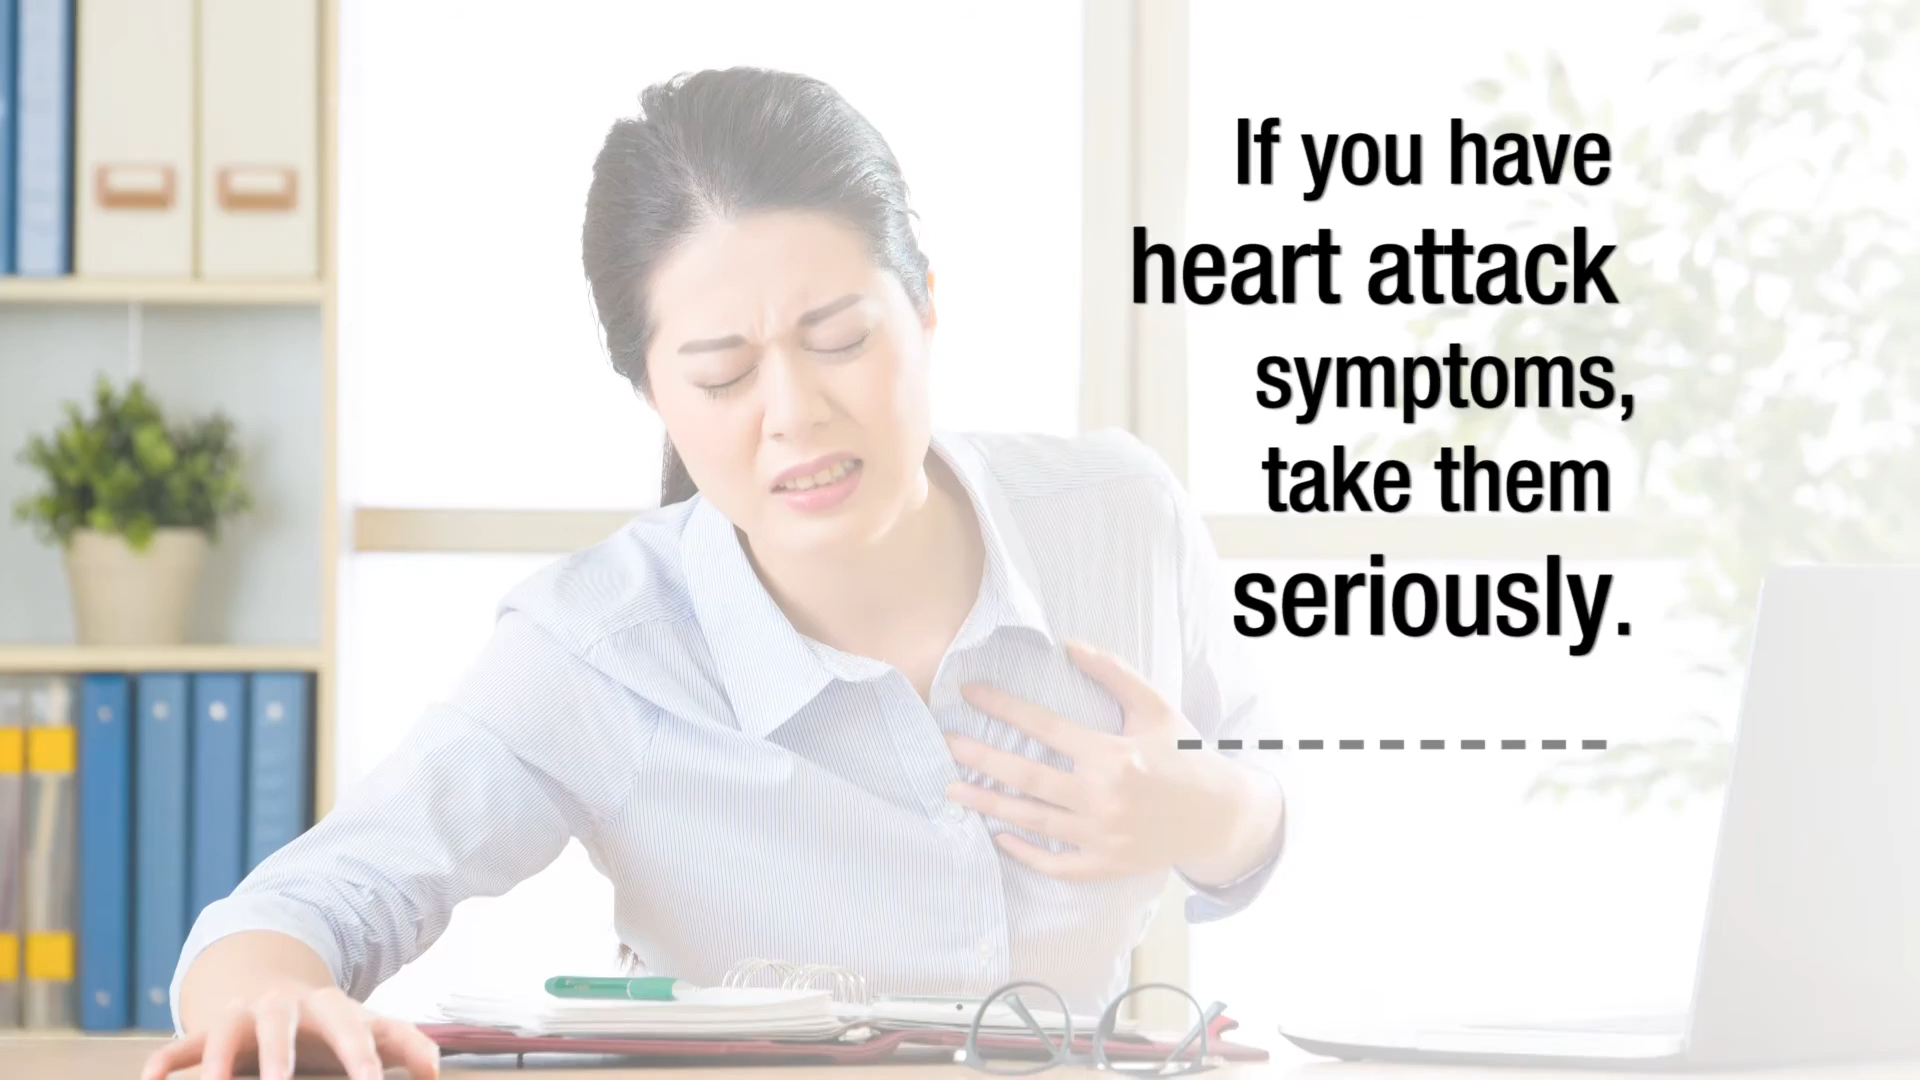 If you have
heart attack
symptoms,
take them
seriously.